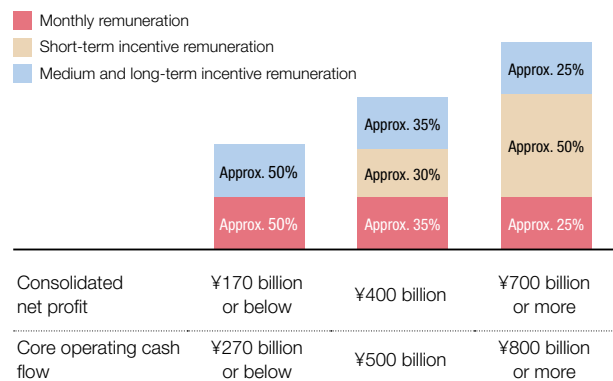 Monthly remuneration
Short-term incentive remuneration
Medium and long-term incentive remuneration
Approx. 25%
Approx. 35%
Approx. 50%
Approx. 50%
Approx. 30%
Approx. 50%
Approx. 35%
Approx. 25%
Consolidated
net profit
¥170 billion
or below
¥400 billion
¥700 billion
or more
Core operating cash
flow
¥270 billion
or below
¥500 billion
¥800 billion
or more